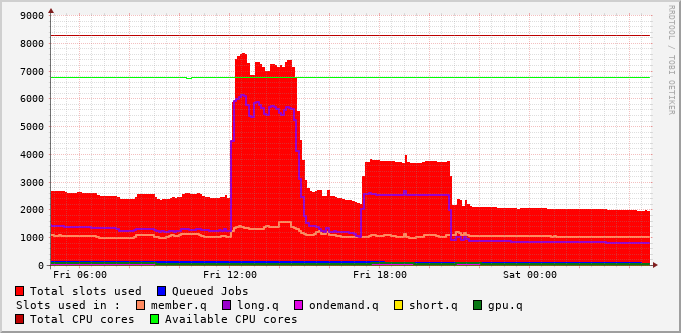 9000
8000
7000
6000
5000
4000
3000
2000
1000
0
Fri 06:00 Fri 12:00 Fri 18:00 Sat 00:00
RRDTOOL / TOBI OETIKER
Total slots used Queued Jobs
Slots used in : member.q long.q ondemand.q short.q gpu.q
Total CPU cores Available CPU cores